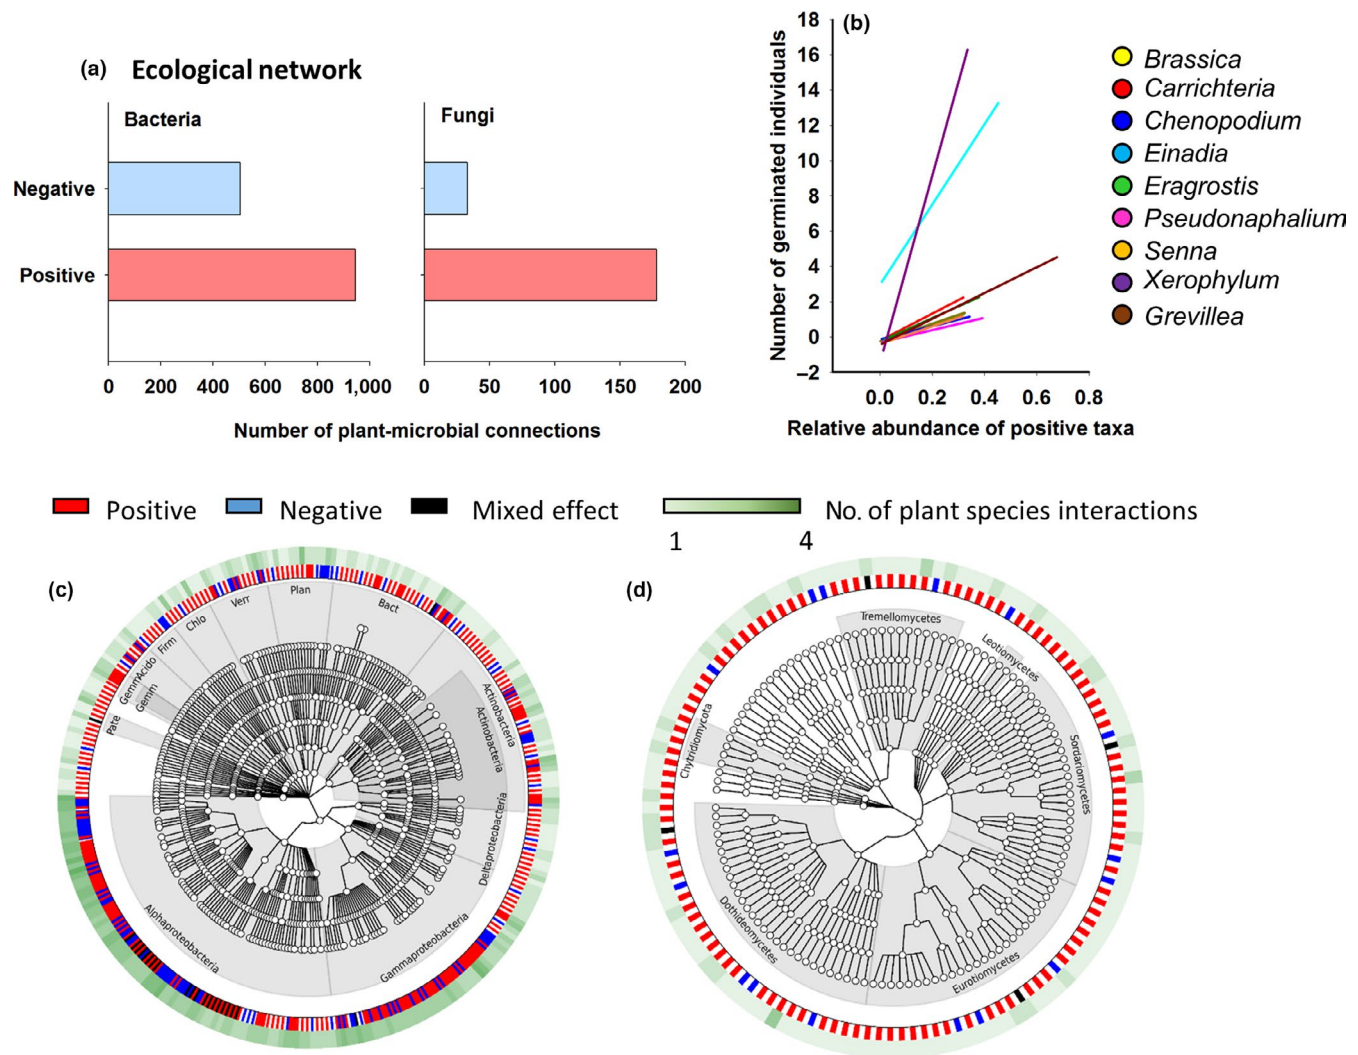 (a) Ecological network
Bacteria
Fungi
Negative
Positive
0 200 400 600 800 1,000
0 50 100 150 200
Number of plant-microbial connections
(b)
Number of germinated individuals
18
16
14
12
10
8
6
4
2
0
–2
0.0 0.2 0.4 0.6 0.8
Relative abundance of positive taxa
Brassica
Carrichteria
Chenopodium
Einadia
Eragrostis
Pseudonaphalium
Senna
Xerophylum
Grevillea
Positive Negative Mixed effect No. of plant species interactions
1 4
(c)
Pate
Gemm
Gemm
Acido
Firm
Chlo
Verr
Plan
Bact
Actinobacteria
Actinobacteria
Deltaproteobacteria
Gammaproteobacteria
Alphaproteobacteria
(d)
Chytridiomycota
Tremellomycetes
Leotiomycetes
Sordariomycetes
Eurotiomycetes
Dothideomycetes